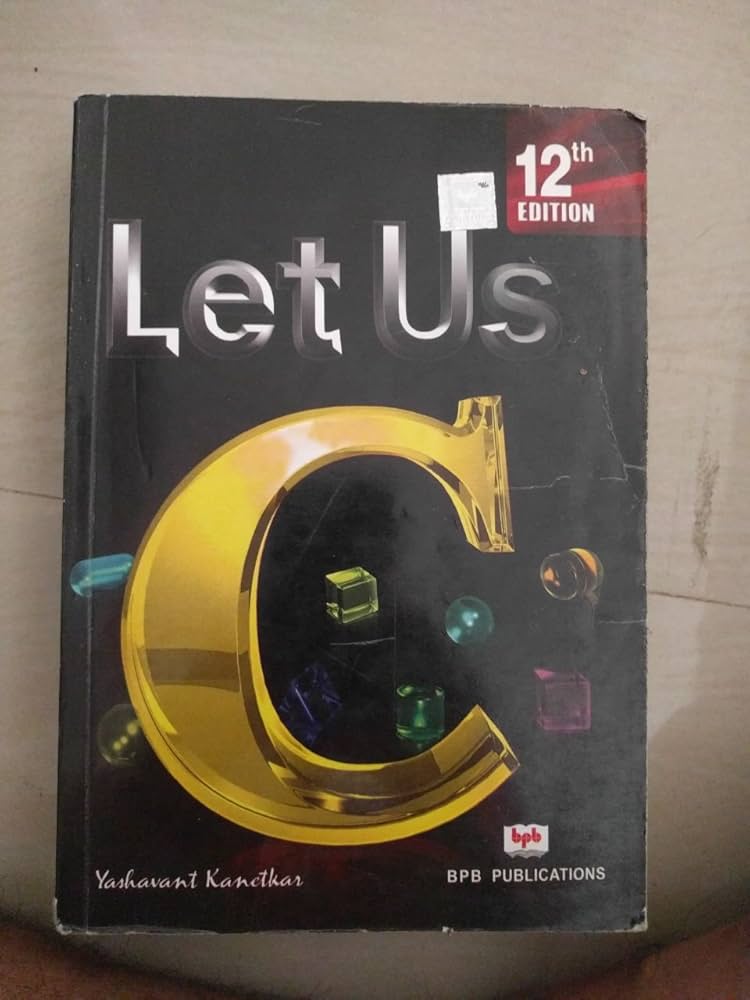 12th
EDITION
Let Us
C
bpb
Yashavant Kanetkar
BPB PUBLICATIONS